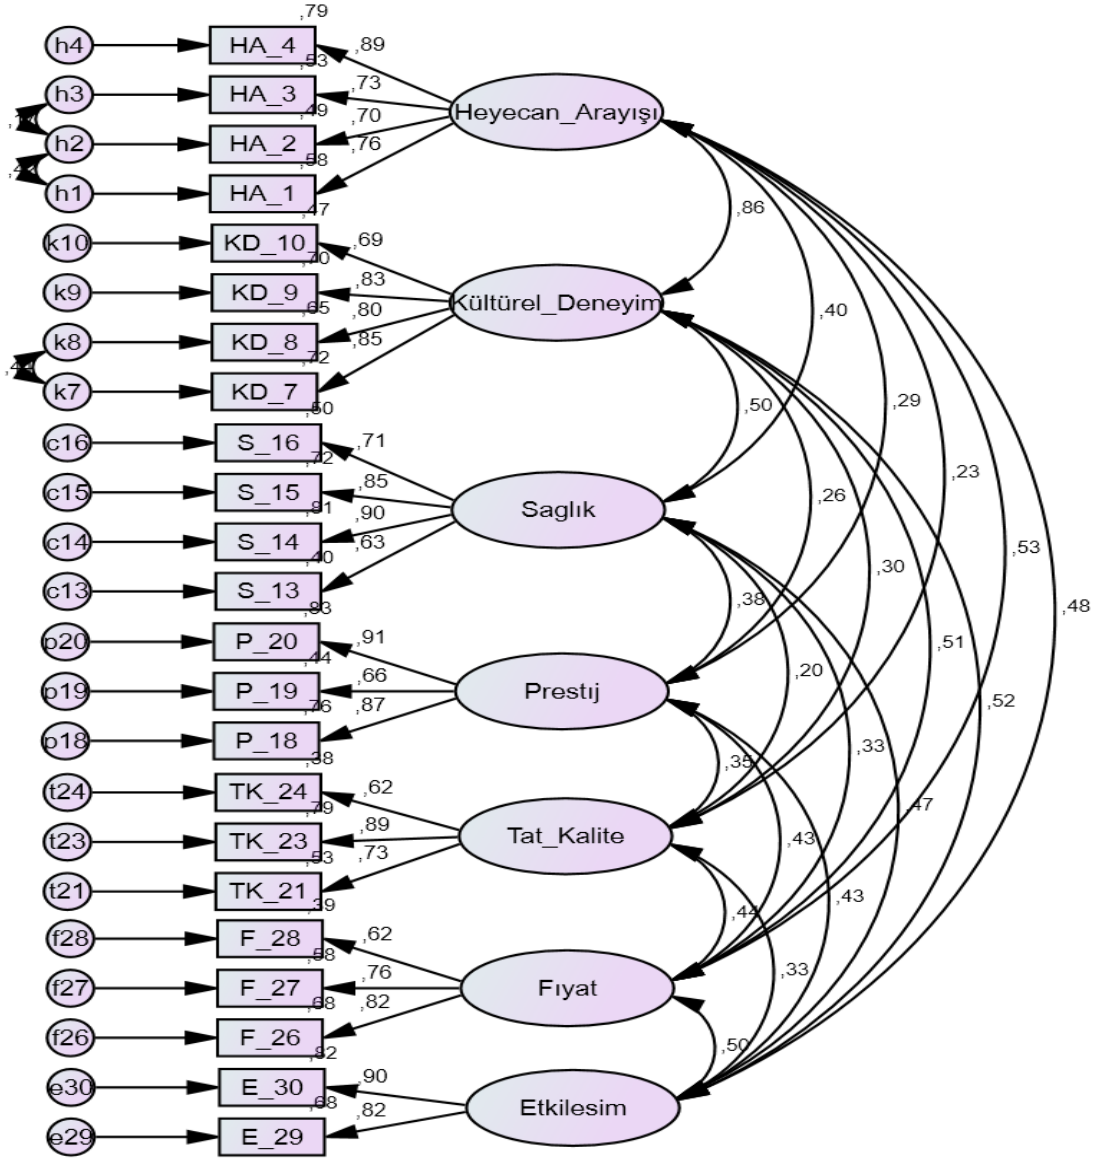 ,79
h4 HA_4 ,89
,53
h3 HA_3 ,73
,49
h2 HA_2 ,70
,58
h1 HA_1 ,76
Heyecan_Arayışı
,47
k10 KD_10 ,69
,70
k9 KD_9 ,83
,65
k8 KD_8 ,80
,72
k7 KD_7 ,85
Kültürel_Deneyim
,50
c16 S_16 ,71
,72
c15 S_15 ,85
,81
c14 S_14 ,90
,40
c13 S_13 ,63
Saglık
,83
p20 P_20 ,91
,44
p19 P_19 ,66
,76
p18 P_18 ,87
Prestıj
,38
t24 TK_24 ,62
,79
t23 TK_23 ,89
,53
t21 TK_21 ,73
Tat_Kalite
,39
f28 F_28 ,62
,58
f27 F_27 ,76
,68
f26 F_26 ,82
Fıyat
,82
e30 E_30 ,90
,68
e29 E_29 ,82
Etkilesim
,86
,40
,50
,29
,23
,26
,53
,30
,38
,48
,51
,20
,52
,33
,35
,47
,43
,43
,44
,33
,50